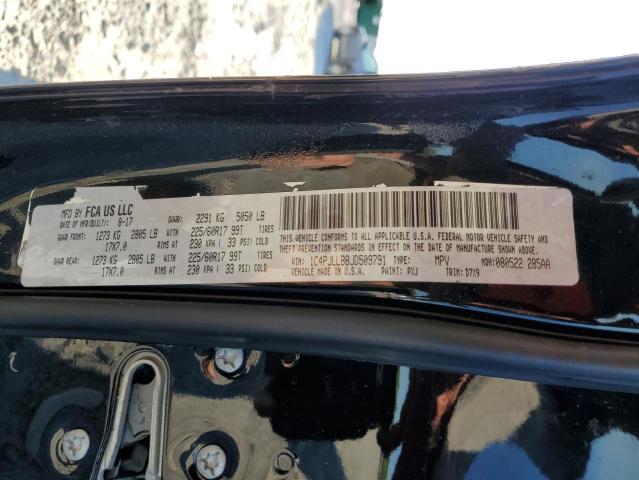 MFD BY FCA US LLC
DATE OF MFR(BUILT): 8-17 GVWR: 2291 KG 5050 LB
FRONT: 1273 KG 2805 LB WITH 225/60R17 99T TIRES
17X7.0 RIMS AT 230 KPA ( 33 PSI) COLD
REAR: 1273 KG 2805 LB WITH 225/60R17 99T TIRES
17X7.0 RIMS AT 230 KPA ( 33 PSI) COLD
THIS VEHICLE CONFORMS TO ALL APPLICABLE U.S.A. FEDERAL MOTOR VEHICLE SAFETY,
BUMPER, AND THEFT PREVENTION STANDARDS IN EFFECT ON THE DATE OF MANUFACTURE SHOWN ABOVE.
VIN: 1C4PJLLB8JD509791 TYPE: MPV MDH: 080522 285AA
VEHICLE MADE IN U.S.A. PAINT: PXJ TRIM: D7X9